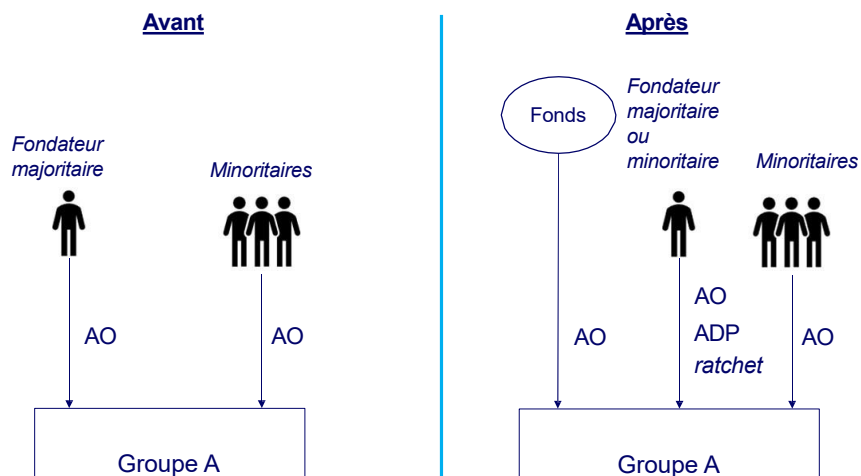 Avant
Fondateur
majoritaire
Minoritaires
AO
AO
Groupe A
Après
Fonds
Fondateur
majoritaire
ou
minoritaire
Minoritaires
AO
AO
ADP
ratchet
AO
Groupe A